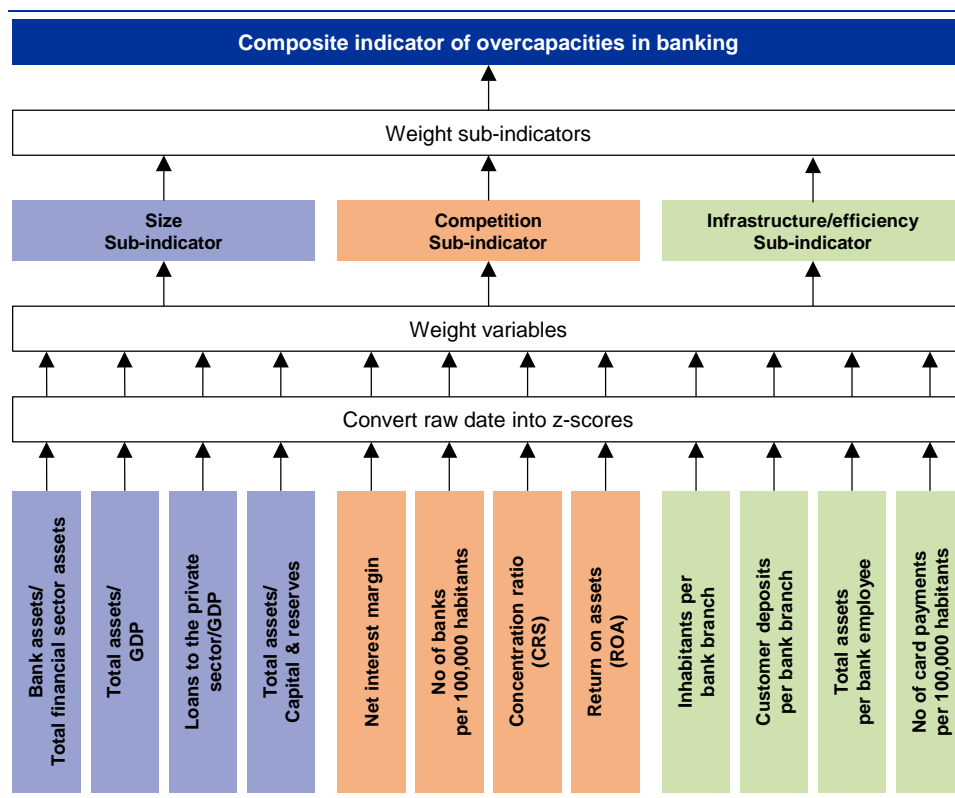 Composite indicator of overcapacities in banking
Weight sub-indicators
Size
Sub-indicator
Competition
Sub-indicator
Infrastructure/efficiency
Sub-indicator
Weight variables
Convert raw date into z-scores
Bank assets/
Total financial sector assets
Total assets/
GDP
Loans to the private
sector/GDP
Total assets/
Capital & reserves
Net interest margin
No of banks
per 100,000 habitants
Concentration ratio
(CRS)
Return on assets
(ROA)
Inhabitants per
bank branch
Customer deposits
per bank branch
Total assets
per bank employee
No of card payments
per 100,000 habitants